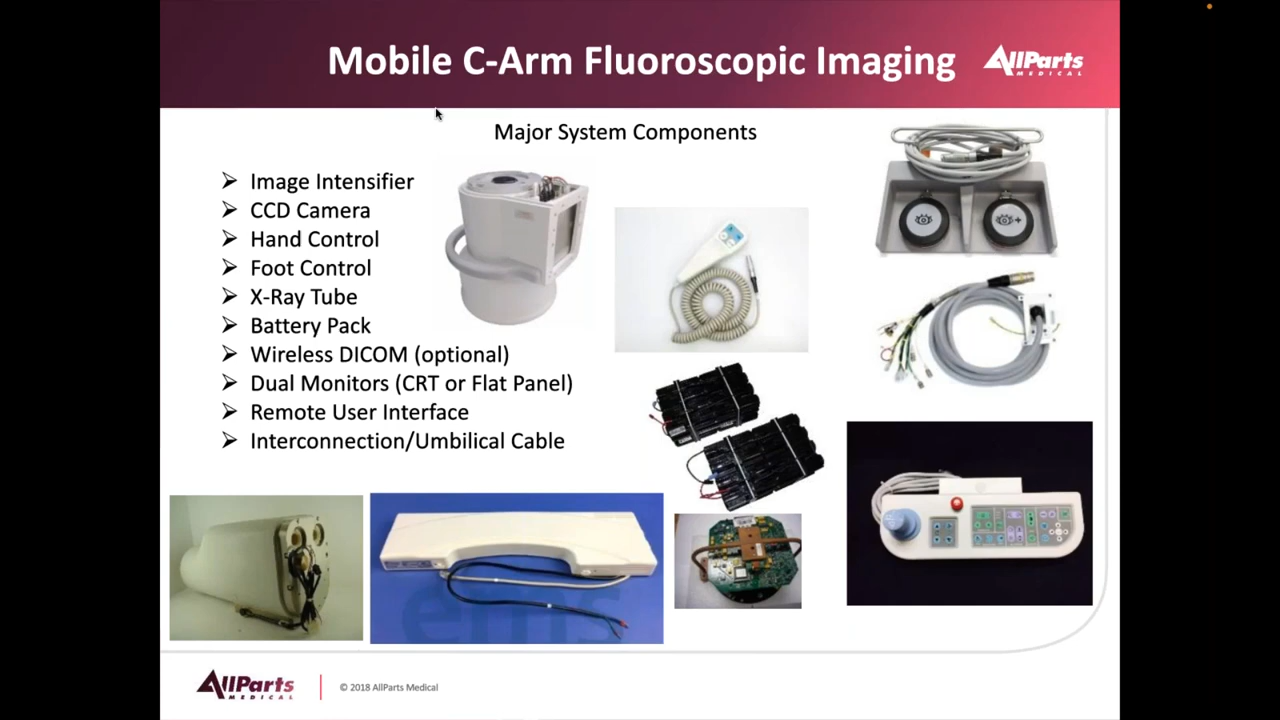 Mobile C-Arm Fluoroscopic Imaging
AllParts
MEDICAL
Major System Components
➢ Image Intensifier
➢ CCD Camera
➢ Hand Control
➢ Foot Control
➢ X-Ray Tube
➢ Battery Pack
➢ Wireless DICOM (optional)
➢ Dual Monitors (CRT or Flat Panel)
➢ Remote User Interface
➢ Interconnection/Umbilical Cable
ems
AllParts
MEDICAL
© 2018 AllParts Medical